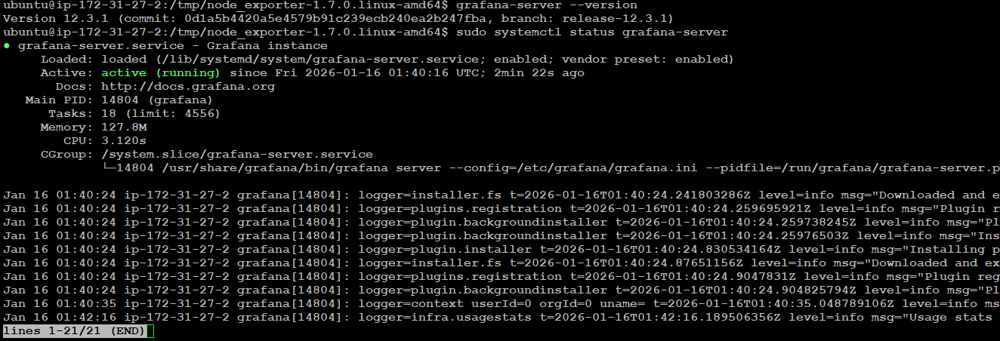 ubuntu@ip-172-31-27-2:/tmp/node_exporter-1.7.0.linux-amd64$ grafana-server --version
Version 12.3.1 (commit: 0d1a5b4420a5e4579b91c239ecb240ea2b247fba, branch: release-12.3.1)
ubuntu@ip-172-31-27-2:/tmp/node_exporter-1.7.0.linux-amd64$ sudo systemctl status grafana-server
● grafana-server.service - Grafana instance
     Loaded: loaded (/lib/systemd/system/grafana-server.service; enabled; vendor preset: enabled)
     Active: active (running) since Fri 2026-01-16 01:40:16 UTC; 2min 22s ago
       Docs: http://docs.grafana.org
   Main PID: 14804 (grafana)
      Tasks: 18 (limit: 4556)
     Memory: 127.8M
        CPU: 3.120s
     CGroup: /system.slice/grafana-server.service
             └─14804 /usr/share/grafana/bin/grafana server --config=/etc/grafana/grafana.ini --pidfile=/run/grafana/grafana-server.p
Jan 16 01:40:24 ip-172-31-27-2 grafana[14804]: logger=installer.fs t=2026-01-16T01:40:24.241803286Z level=info msg="Downloaded and e
Jan 16 01:40:24 ip-172-31-27-2 grafana[14804]: logger=plugins.registration t=2026-01-16T01:40:24.259695921Z level=info msg="Plugin r
Jan 16 01:40:24 ip-172-31-27-2 grafana[14804]: logger=plugin.backgroundinstaller t=2026-01-16T01:40:24.259738245Z level=info msg="Pl
Jan 16 01:40:24 ip-172-31-27-2 grafana[14804]: logger=plugin.backgroundinstaller t=2026-01-16T01:40:24.25976503Z level=info msg="Ins
Jan 16 01:40:24 ip-172-31-27-2 grafana[14804]: logger=plugin.installer t=2026-01-16T01:40:24.830534164Z level=info msg="Installing p
Jan 16 01:40:24 ip-172-31-27-2 grafana[14804]: logger=installer.fs t=2026-01-16T01:40:24.87651156Z level=info msg="Downloaded and ex
Jan 16 01:40:24 ip-172-31-27-2 grafana[14804]: logger=plugins.registration t=2026-01-16T01:40:24.9047831Z level=info msg="Plugin reg
Jan 16 01:40:24 ip-172-31-27-2 grafana[14804]: logger=plugin.backgroundinstaller t=2026-01-16T01:40:24.904825794Z level=info msg="Pl
Jan 16 01:40:35 ip-172-31-27-2 grafana[14804]: logger=context userId=0 orgId=0 uname= t=2026-01-16T01:40:35.048789106Z level=info ms
Jan 16 01:42:16 ip-172-31-27-2 grafana[14804]: logger=infra.usagestats t=2026-01-16T01:42:16.189506356Z level=info msg="Usage stats
lines 1-21/21 (END)